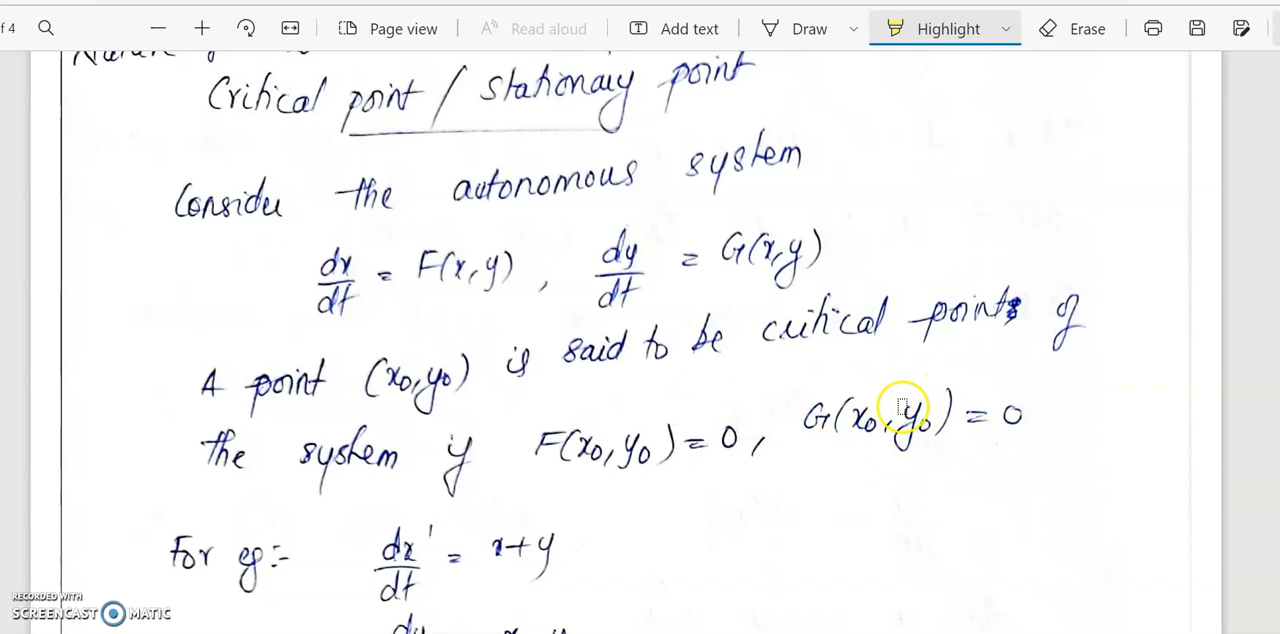 of 4 Page view Read aloud Add text Draw Highlight Erase
Critical point / stationary point
Consider the autonomous system
dx/dt = F(x,y), dy/dt = G(x,y)
A point (x₀,y₀) is said to be critical points of
the system if F(x₀,y₀) = 0, G(x₀,y₀) = 0
For eg:- dx'/dt = x+y
RECORDED WITH
SCREENCAST MATIC